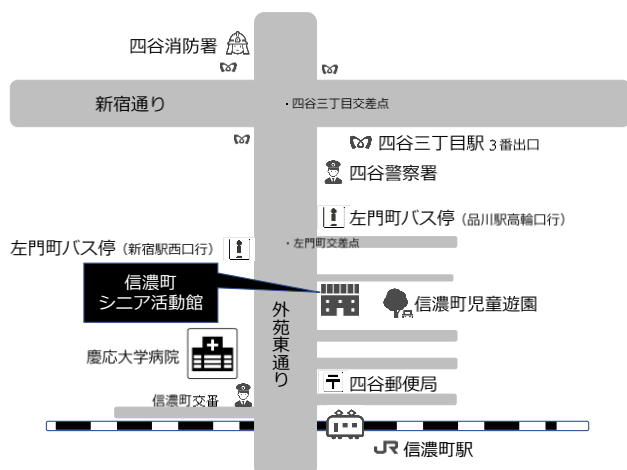 四谷消防署
新宿通り
・四谷三丁目交差点
四谷三丁目駅 3番出口
四谷警察署
左門町バス停（品川駅高輪口行）
左門町バス停（新宿駅西口行）
・左門町交差点
信濃町
シニア活動館
信濃町児童遊園
外苑東通り
慶応大学病院
四谷郵便局
信濃町交番
JR 信濃町駅